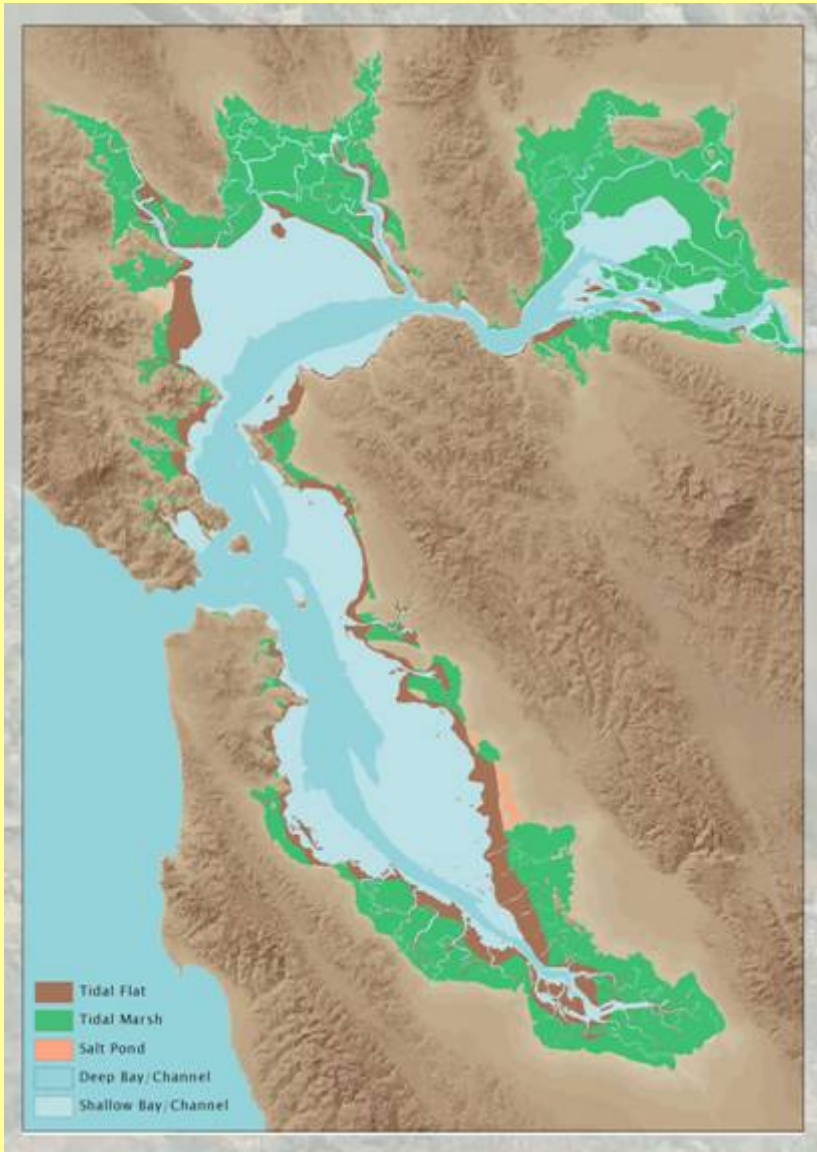 Tidal Flat
Tidal Marsh
Salt Pond
Deep Bay/Channel
Shallow Bay/Channel